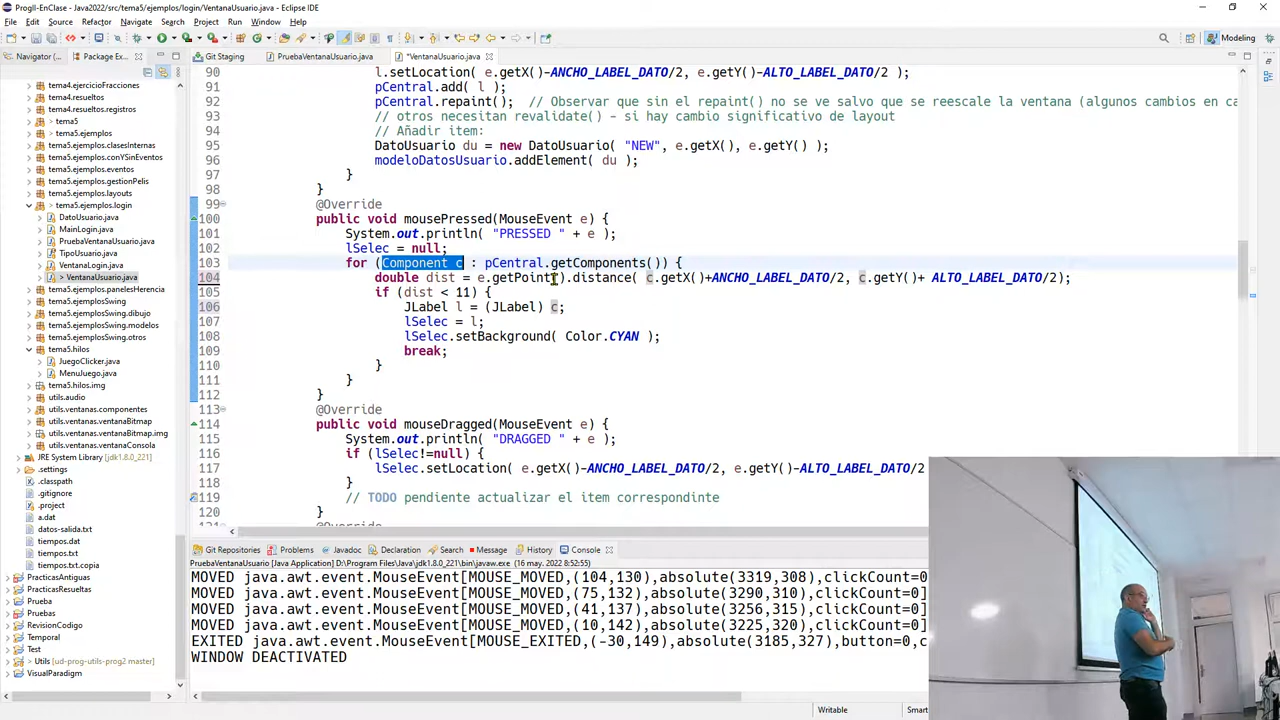 ProgII-EnClase - Java2022/src/tema5/ejemplos/login/VentanaUsuario.java - Eclipse IDE
File Edit Source Refactor Navigate Search Project Run Window Help
Modeling
Navigator (... Package Exp... Git Staging PruebaVentanaUsuario.java *VentanaUsuario.java
tema4.ejercicioFracciones
tema4.resueltos
tema4.resueltos.registros
> tema5
> tema5.ejemplos
tema5.ejemplos.clasesInternas
tema5.ejemplos.conYSinEventos
tema5.ejemplos.eventos
tema5.ejemplos.gestionPelis
tema5.ejemplos.layouts
> tema5.ejemplos.login
DatoUsuario.java
MainLogin.java
PruebaVentanaUsuario.java
TipoUsuario.java
VentanaLogin.java
> VentanaUsuario.java
tema5.ejemplos.panelesHerencia
tema5.ejemplosSwing
tema5.ejemplosSwing.dibujo
tema5.ejemplosSwing.modelos
tema5.ejemplosSwing.otros
tema5.hilos
JuegoClicker.java
MenuJuego.java
tema5.hilos.img
utils.audio
utils.ventanas.componentes
utils.ventanas.ventanaBitmap
utils.ventanas.ventanaBitmap.img
utils.ventanas.ventanaConsola
JRE System Library [jdk1.8.0_221]
.settings
.classpath
.gitignore
.project
a.dat
datos-salida.txt
tiempos.dat
tiempos.txt
tiempos.txt.copia
PracticasAntiguas
PracticasResueltas
Prueba
Pruebas
RevisionCodigo
Temporal
Test
> Utils [ud-prog-utils-prog2 master]
VisualParadigm
90 l.setLocation( e.getX()-ANCHO_LABEL_DATO/2, e.getY()-ALTO_LABEL_DATO/2 );
91 pCentral.add( l );
92 pCentral.repaint(); // Observar que sin el repaint() no se ve salvo que se reescale la ventana (algunos cambios en ca
93 // otros necesitan revalidate() - si hay cambio significativo de layout
94 // Añadir item:
95 DatoUsuario du = new DatoUsuario( "NEW", e.getX(), e.getY() );
96 modeloDatosUsuario.addElement( du );
97 }
98 }
99 @Override
100 public void mousePressed(MouseEvent e) {
101 System.out.println( "PRESSED " + e );
102 lSelec = null;
103 for (Component c : pCentral.getComponents()) {
104 double dist = e.getPoint().distance( c.getX()+ANCHO_LABEL_DATO/2, c.getY()+ ALTO_LABEL_DATO/2);
105 if (dist < 11) {
106 JLabel l = (JLabel) c;
107 lSelec = l;
108 lSelec.setBackground( Color.CYAN );
109 break;
110 }
111 }
112 }
113 @Override
114 public void mouseDragged(MouseEvent e) {
115 System.out.println( "DRAGGED " + e );
116 if (lSelec!=null) {
117 lSelec.setLocation( e.getX()-ANCHO_LABEL_DATO/2, e.getY()-ALTO_LABEL_DATO/2
118 }
119 // TODO pendiente actualizar el item correspondinte
120 }
121 @Override
Git Repositories Problems Javadoc Declaration Search Message History Console
PruebaVentanaUsuario [Java Application] D:\Program Files\Java\jdk1.8.0_221\bin\javaw.exe (16 may. 2022 8:52:55)
MOVED java.awt.event.MouseEvent[MOUSE_MOVED,(104,130),absolute(3319,308),clickCount=0
MOVED java.awt.event.MouseEvent[MOUSE_MOVED,(75,132),absolute(3290,310),clickCount=0]
MOVED java.awt.event.MouseEvent[MOUSE_MOVED,(41,137),absolute(3256,315),clickCount=0]
MOVED java.awt.event.MouseEvent[MOUSE_MOVED,(10,142),absolute(3225,320),clickCount=0]
EXITED java.awt.event.MouseEvent[MOUSE_EXITED,(-30,149),absolute(3185,327),button=0,c
WINDOW DEACTIVATED
Writable Smart